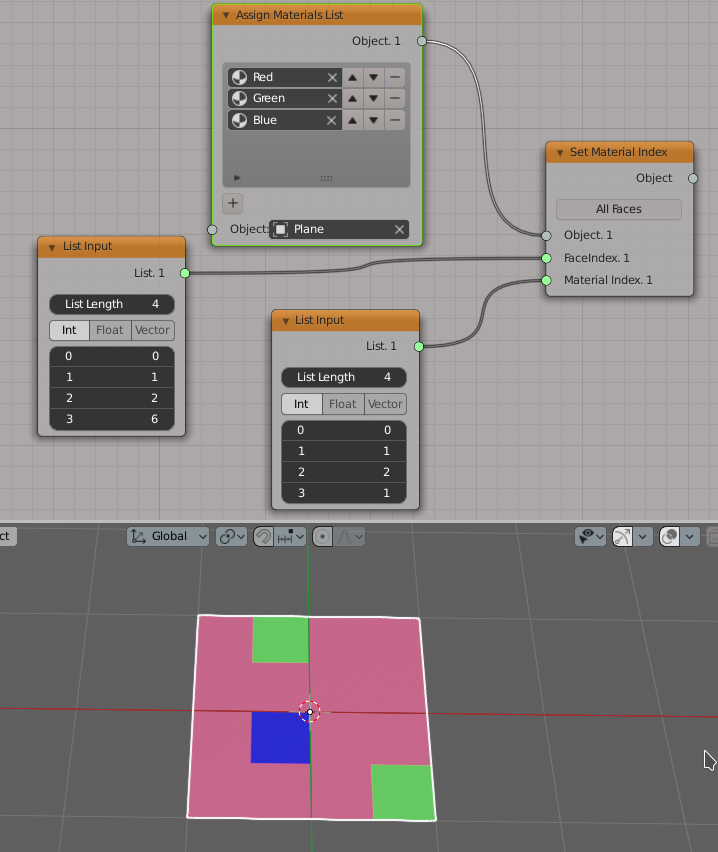 Assign Materials List
Object. 1
Red
Green
Blue
Object: Plane
Set Material Index
Object
All Faces
Object. 1
FaceIndex. 1
Material Index. 1
List Input
List. 1
List Length 4
Int Float Vector
0 0
1 1
2 2
3 6
List Input
List. 1
List Length 4
Int Float Vector
0 0
1 1
2 2
3 1
ct Global